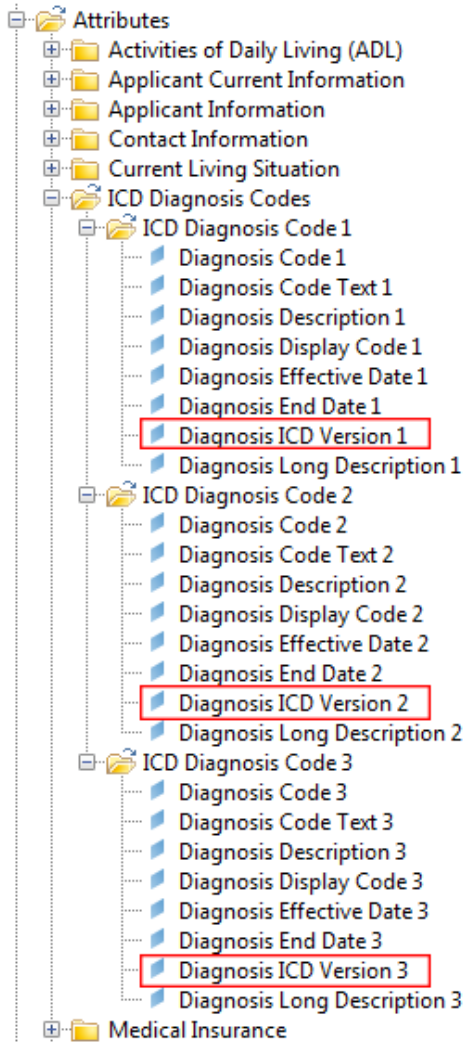 Attributes
Activities of Daily Living (ADL)
Applicant Current Information
Applicant Information
Contact Information
Current Living Situation
ICD Diagnosis Codes
ICD Diagnosis Code 1
Diagnosis Code 1
Diagnosis Code Text 1
Diagnosis Description 1
Diagnosis Display Code 1
Diagnosis Effective Date 1
Diagnosis End Date 1
Diagnosis ICD Version 1
Diagnosis Long Description 1
ICD Diagnosis Code 2
Diagnosis Code 2
Diagnosis Code Text 2
Diagnosis Description 2
Diagnosis Display Code 2
Diagnosis Effective Date 2
Diagnosis End Date 2
Diagnosis ICD Version 2
Diagnosis Long Description 2
ICD Diagnosis Code 3
Diagnosis Code 3
Diagnosis Code Text 3
Diagnosis Description 3
Diagnosis Display Code 3
Diagnosis Effective Date 3
Diagnosis End Date 3
Diagnosis ICD Version 3
Diagnosis Long Description 3
Medical Insurance